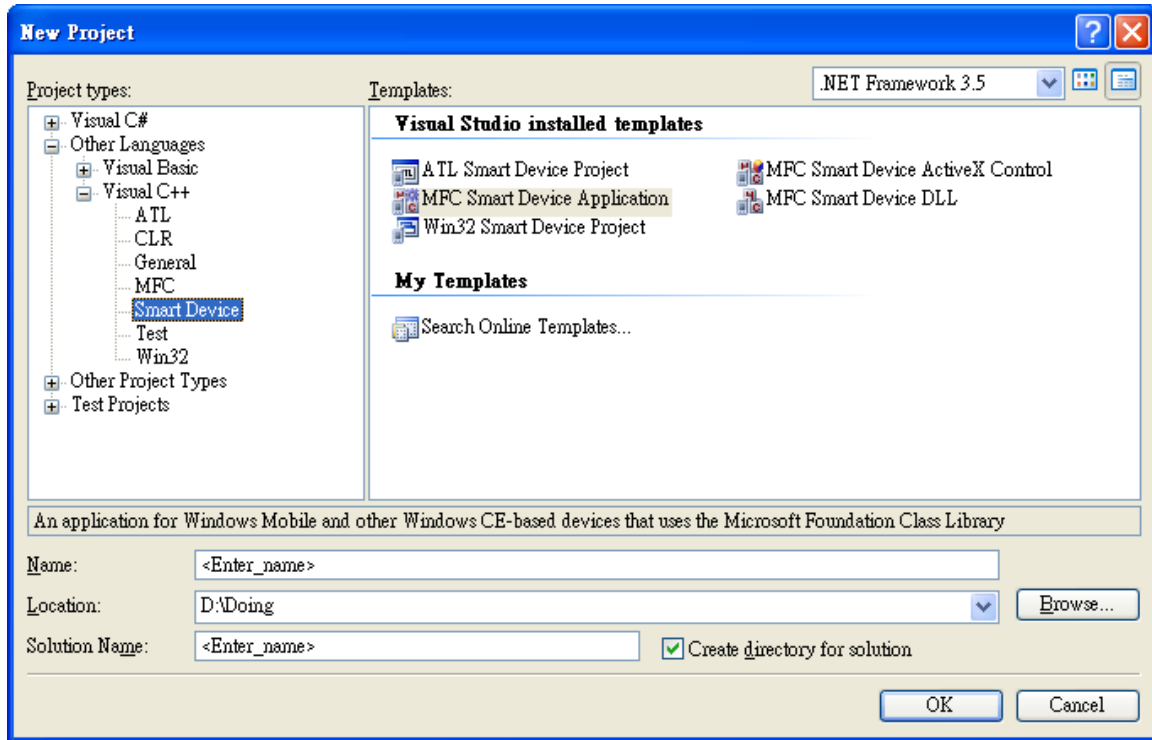 New Project
Project types:
Templates:
.NET Framework 3.5
Visual C#
Other Languages
Visual Basic
Visual C++
ATL
CLR
General
MFC
Smart Device
Test
Win32
Other Project Types
Test Projects
Visual Studio installed templates
ATL Smart Device Project
MFC Smart Device ActiveX Control
MFC Smart Device Application
MFC Smart Device DLL
Win32 Smart Device Project
My Templates
Search Online Templates...
An application for Windows Mobile and other Windows CE-based devices that uses the Microsoft Foundation Class Library
Name: <Enter_name>
Location: D:\Doing Browse...
Solution Name: <Enter_name> Create directory for solution
OK Cancel